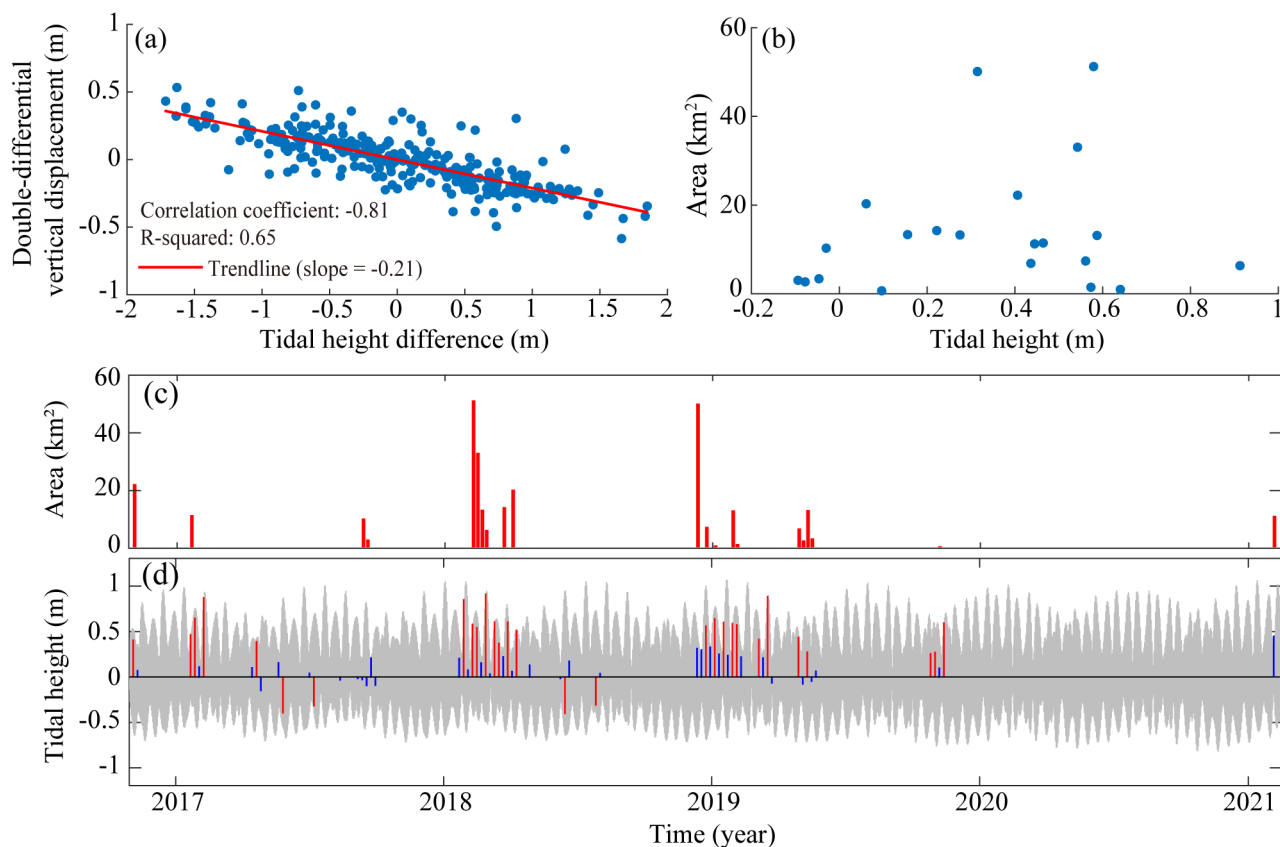 (a)
Double-differential
vertical displacement (m)
1
0.5
0
-0.5
-1
Correlation coefficient: -0.81
R-squared: 0.65
Trendline (slope = -0.21)
-2
-1.5
-1
-0.5
0
0.5
1
1.5
2
Tidal height difference (m)
(b)
Area (km²)
60
40
20
0
-0.2
0
0.2
0.4
0.6
0.8
1
Tidal height (m)
(c)
Area (km²)
60
40
20
0
(d)
Tidal height (m)
1
0.5
0
-0.5
-1
2017
2018
2019
2020
2021
Time (year)